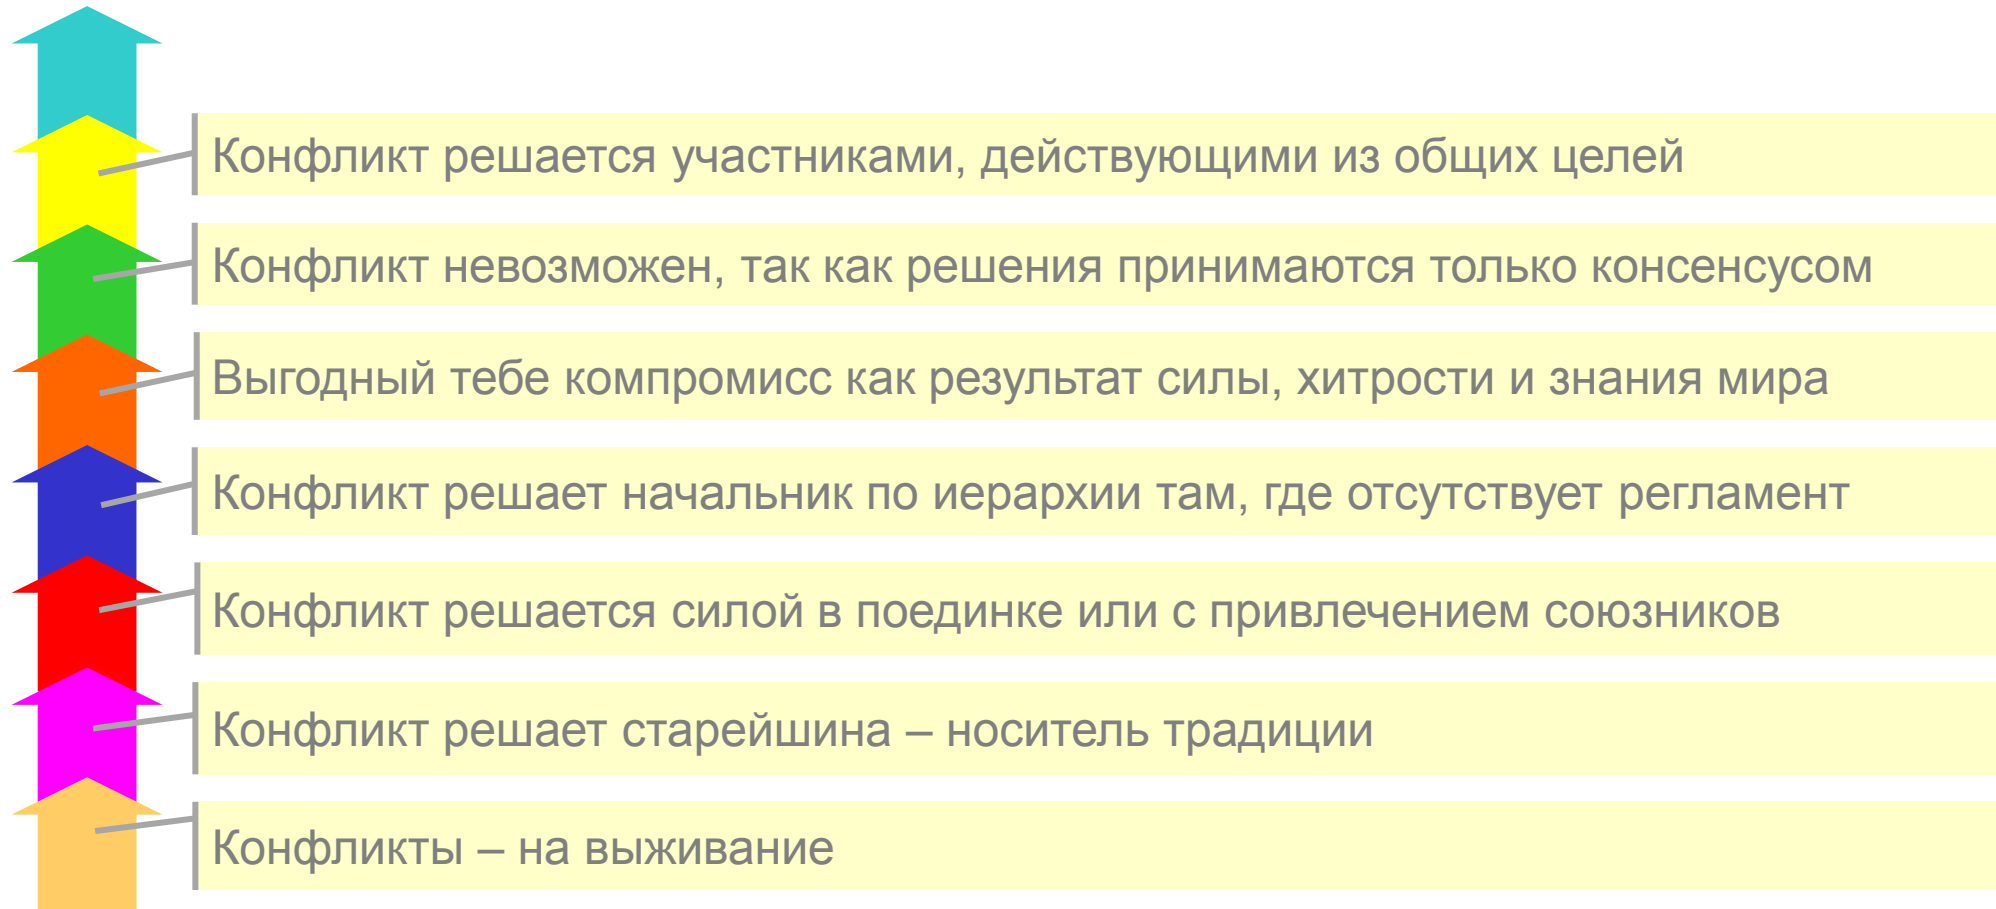 Конфликт решается участниками, действующими из общих целей
Конфликт невозможен, так как решения принимаются только консенсусом
Выгодный тебе компромисс как результат силы, хитрости и знания мира
Конфликт решает начальник по иерархии там, где отсутствует регламент
Конфликт решается силой в поединке или с привлечением союзников
Конфликт решает старейшина – носитель традиции
Конфликты – на выживание